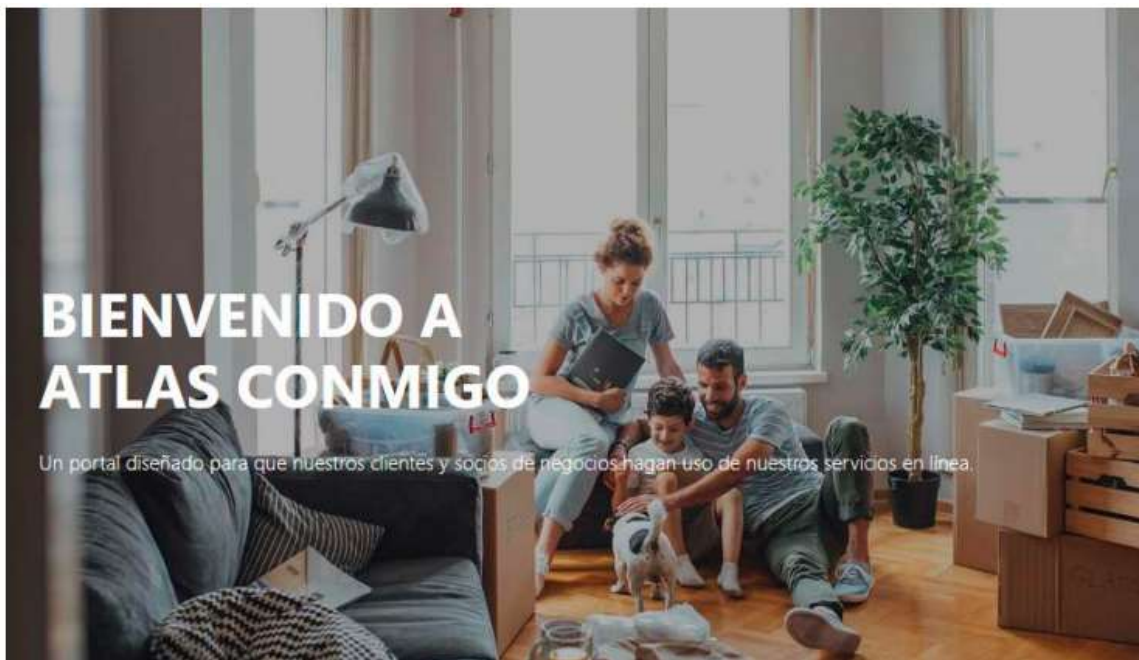 BIENVENIDO A
ATLAS CONMIGO
Un portal diseñado para que nuestros clientes y socios de negocios hagan uso de nuestros servicios en línea.